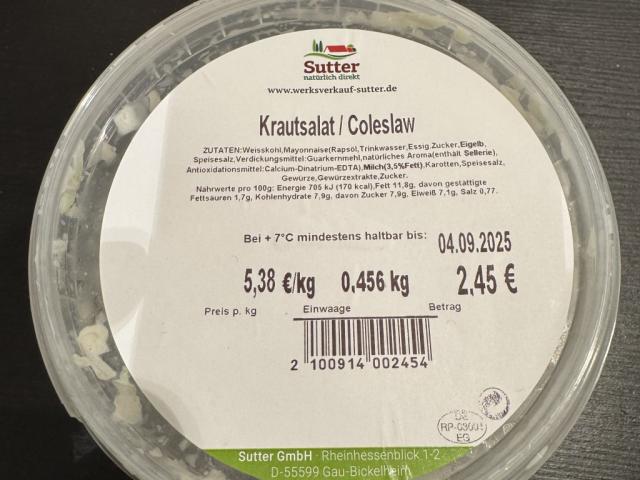 Sutter
natürlich direkt
www.werksverkauf-sutter.de
Krautsalat / Coleslaw
ZUTATEN:Weisskohl,Mayonnaise(Rapsöl,Trinkwasser,Essig,Zucker,Eigelb,
Speisesalz,Verdickungsmittel:Guarkernmehl,natürliches Aroma(enthält Sellerie),
Antioxidationsmittel:Calcium-Dinatrium-EDTA),Milch(3,5%Fett),Karotten,Speisesalz,
Gewürze,Gewürzextrakte,Zucker.
Nahrwerte pro 100g: Energie 705 kJ (170 kcal),Fett 11,8g, davon gesättigte
Fettsäuren 1,7g, Kohlenhydrate 7,9g, davon Zucker 7,9g, Eiweß 7,1g, Salz 0,77.
Bei + 7°C mindestens haltbar bis: 04.09.2025
5,38 €/kg 0,456 kg 2,45 €
Preis p. kg Einwaage Betrag
2 100914 002454
DE
RP-03001
EG
Sutter GmbH · Rheinhessenblick 1-2
D-55599 Gau-Bickelheim